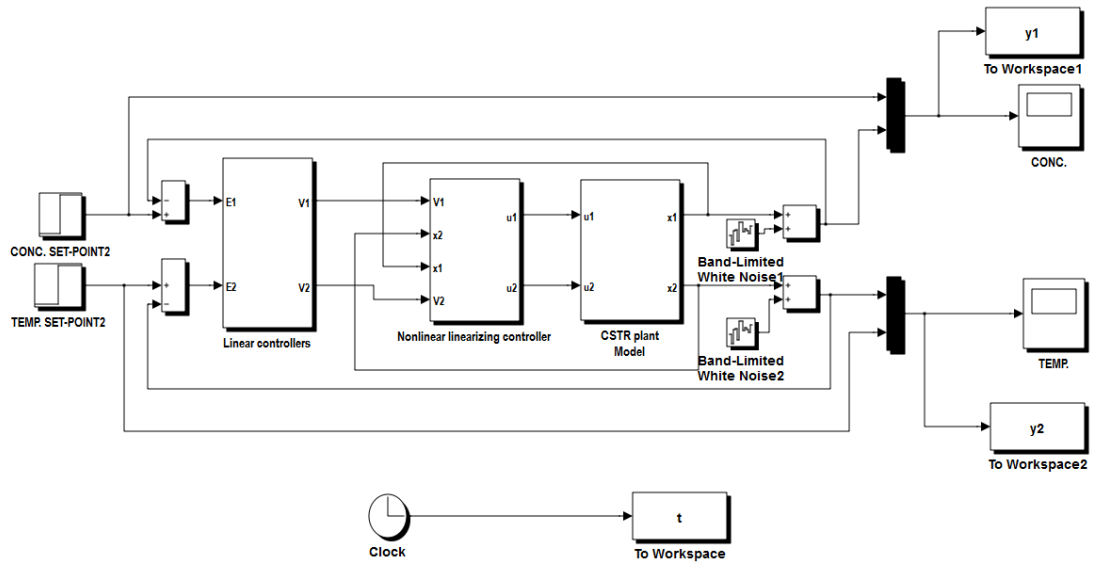 y1
To Workspace1
CONC.
CONC. SET-POINT2
−
+
E1
V1
E2
V2
Linear controllers
V1
x2
x1
V2
u1
u2
Nonlinear linearizing controller
u1
u2
x1
x2
CSTR plant
Model
+
+
Band-Limited
White Noise1
TEMP. SET-POINT2
+
−
+
+
Band-Limited
White Noise2
TEMP.
y2
To Workspace2
Clock
t
To Workspace